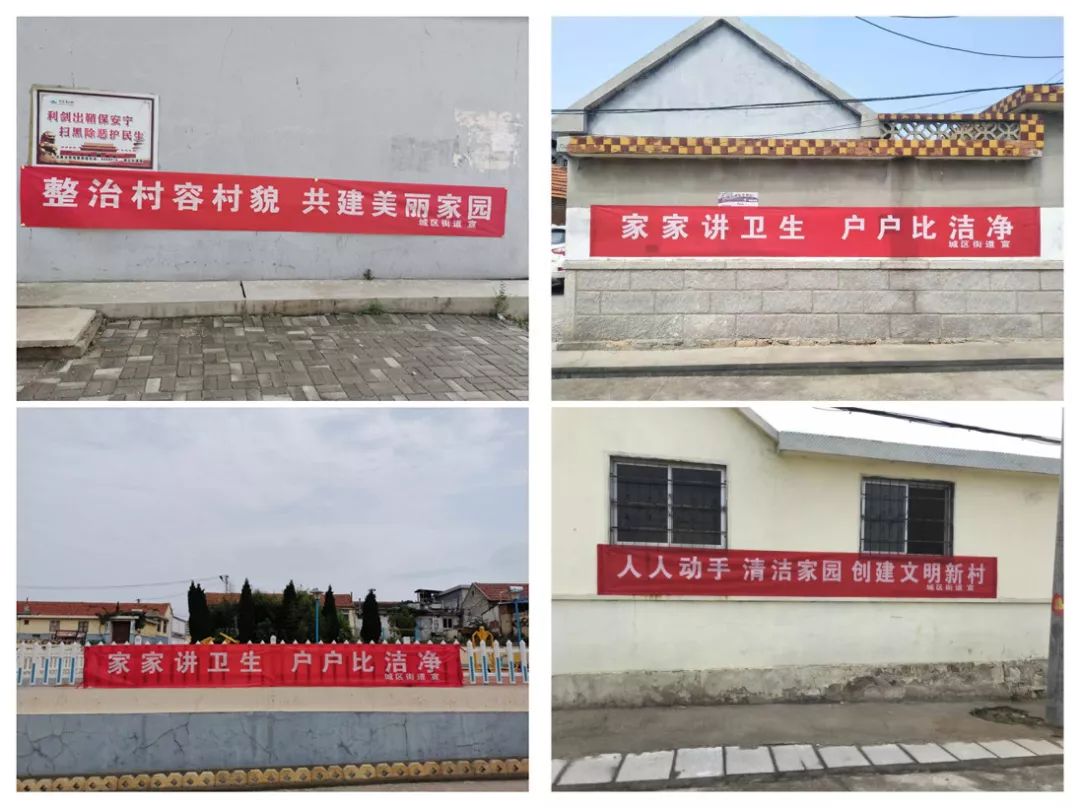 利剑出鞘保安宁
扫黑除恶护民生
整治村容村貌 共建美丽家园
城区街道 宣
家家讲卫生 户户比洁净
城区街道 宣
家家讲卫生 户户比洁净
城区街道 宣
人人动手 清洁家园 创建文明新村
城区街道 宣